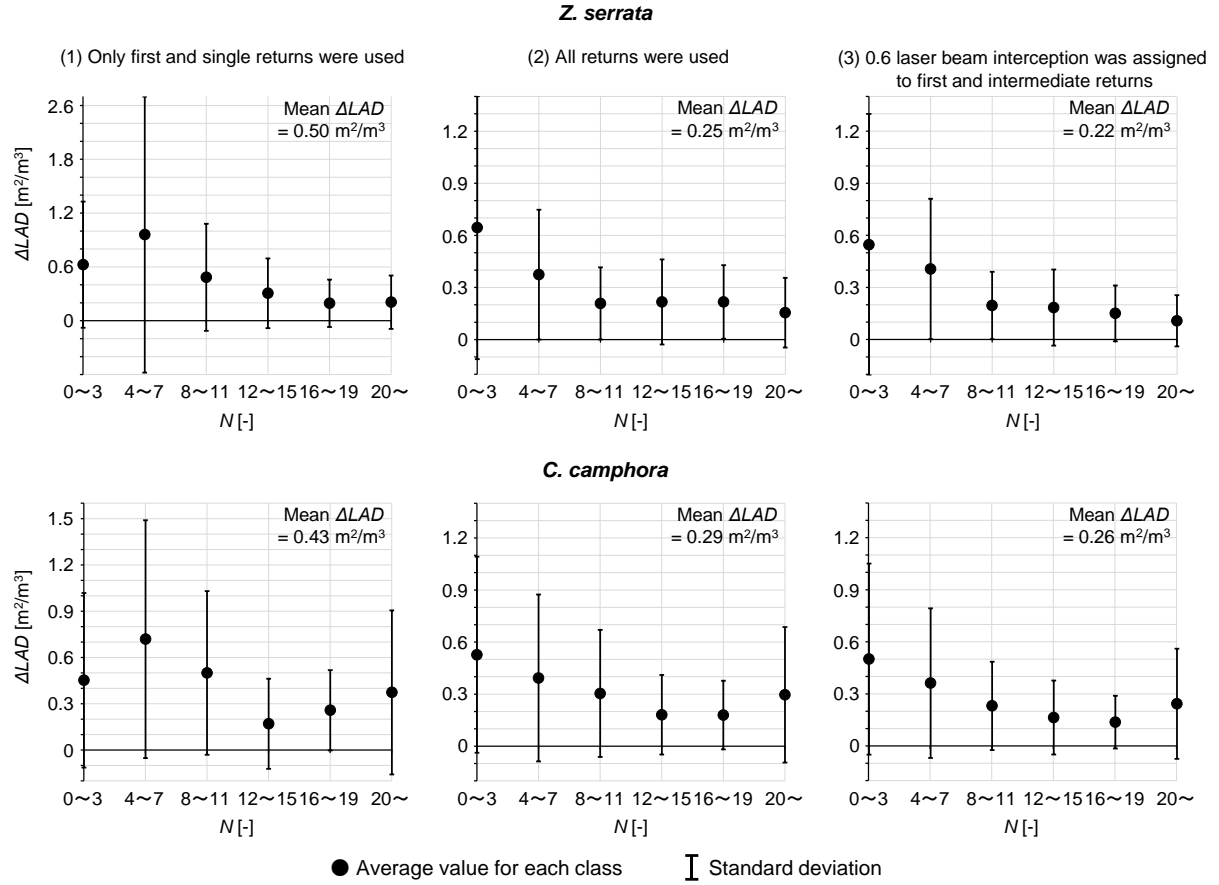 Z. serrata
(1) Only first and single returns were used
(2) All returns were used
(3) 0.6 laser beam interception was assigned
to first and intermediate returns
2.6
1.8
1.2
0.6
0
ΔLAD [m²/m³]
Mean ΔLAD
= 0.50 m²/m³
0～3 4～7 8～11 12～15 16～19 20～
N [-]
1.2
0.9
0.6
0.3
0
Mean ΔLAD
= 0.25 m²/m³
0～3 4～7 8～11 12～15 16～19 20～
N [-]
1.2
0.9
0.6
0.3
0
Mean ΔLAD
= 0.22 m²/m³
0～3 4～7 8～11 12～15 16～19 20～
N [-]
C. camphora
1.5
1.2
0.9
0.6
0.3
0
ΔLAD [m²/m³]
Mean ΔLAD
= 0.43 m²/m³
0～3 4～7 8～11 12～15 16～19 20～
N [-]
1.2
0.9
0.6
0.3
0
Mean ΔLAD
= 0.29 m²/m³
0～3 4～7 8～11 12～15 16～19 20～
N [-]
1.2
0.9
0.6
0.3
0
Mean ΔLAD
= 0.26 m²/m³
0～3 4～7 8～11 12～15 16～19 20～
N [-]
Average value for each class
Standard deviation